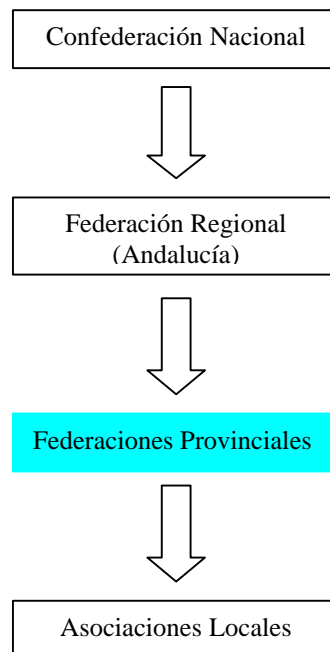 Confederación Nacional
Federación Regional
(Andalucía)
Federaciones Provinciales
Asociaciones Locales